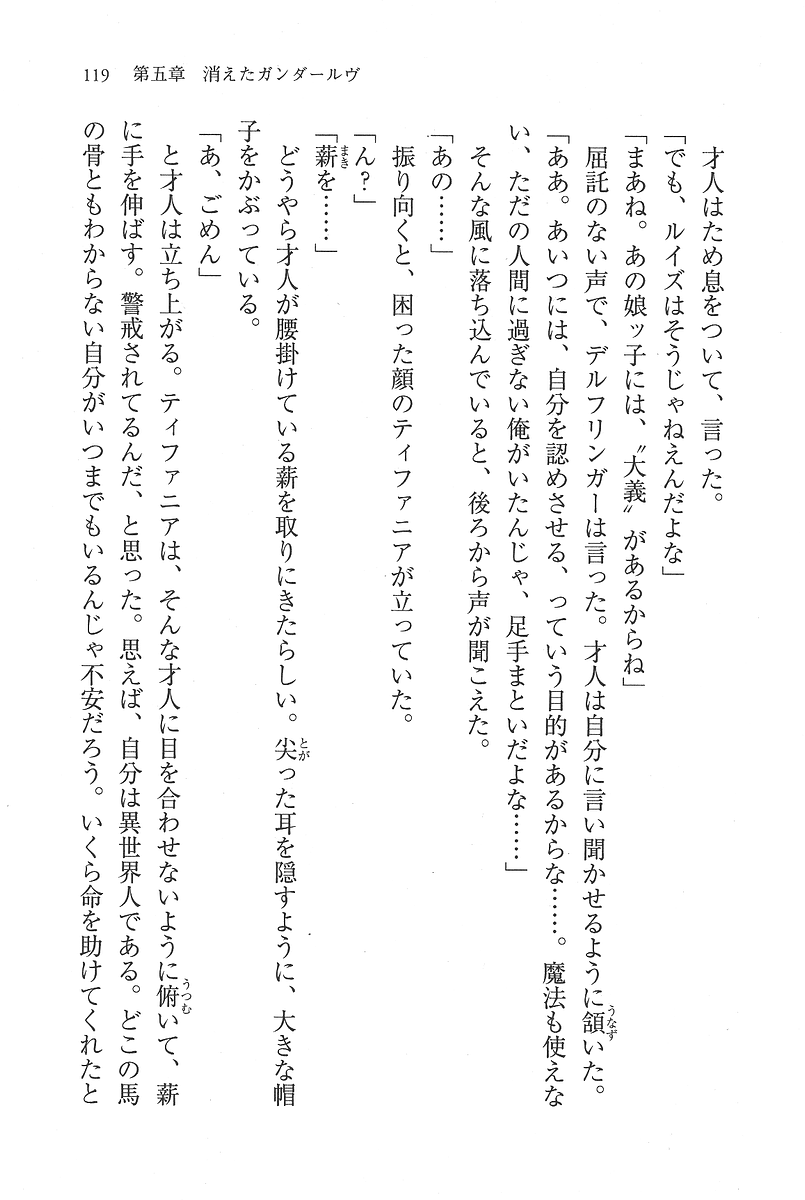 119　第五章　消えたガンダールヴ
才人はため息をついて、言った。
「でも、ルイズはそうじゃねえんだよな」
「まあね。あの娘ッ子には、〝大義〟があるからね」
屈託のない声で、デルフリンガーは言った。才人は自分に言い聞かせるように頷いた。
「ああ。あいつには、自分を認めさせる、っていう目的があるからな……。魔法も使えな
い、ただの人間に過ぎない俺がいたんじゃ、足手まといだよな……」
そんな風に落ち込んでいると、後ろから声が聞こえた。
「あの……」
振り向くと、困った顔のティファニアが立っていた。
「ん？」
「薪を……」
どうやら才人が腰掛けている薪を取りにきたらしい。尖った耳を隠すように、大きな帽
子をかぶっている。
「あ、ごめん」
と才人は立ち上がる。ティファニアは、そんな才人に目を合わせないように俯いて、薪
に手を伸ばす。警戒されてるんだ、と思った。思えば、自分は異世界人である。どこの馬
の骨ともわからない自分がいつまでもいるんじゃ不安だろう。いくら命を助けてくれたと